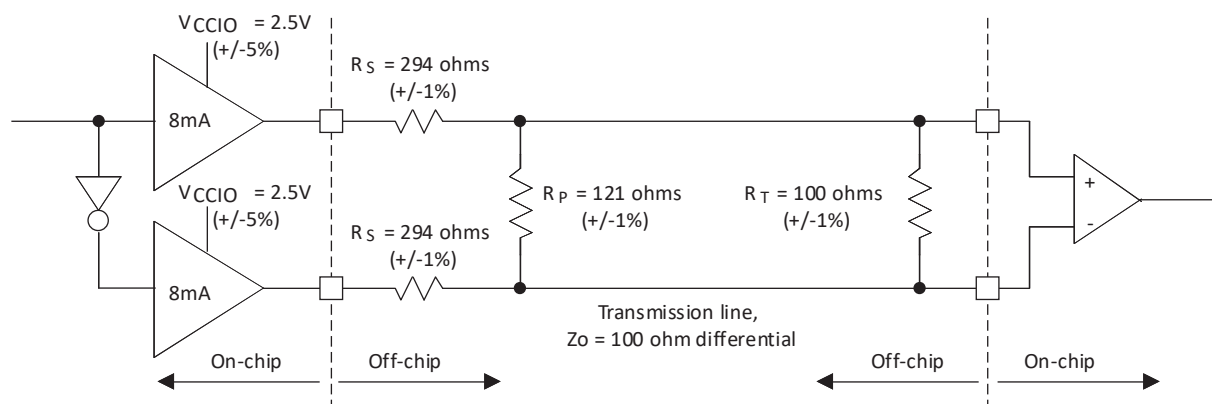 VCCIO = 2.5V
(+/-5%)
8mA
RS = 294 ohms
(+/-1%)
VCCIO = 2.5V
(+/-5%)
8mA
RS = 294 ohms
(+/-1%)
RP = 121 ohms
(+/-1%)
RT = 100 ohms
(+/-1%)
+
-
Transmission line,
Zo = 100 ohm differential
On-chip
Off-chip
Off-chip
On-chip